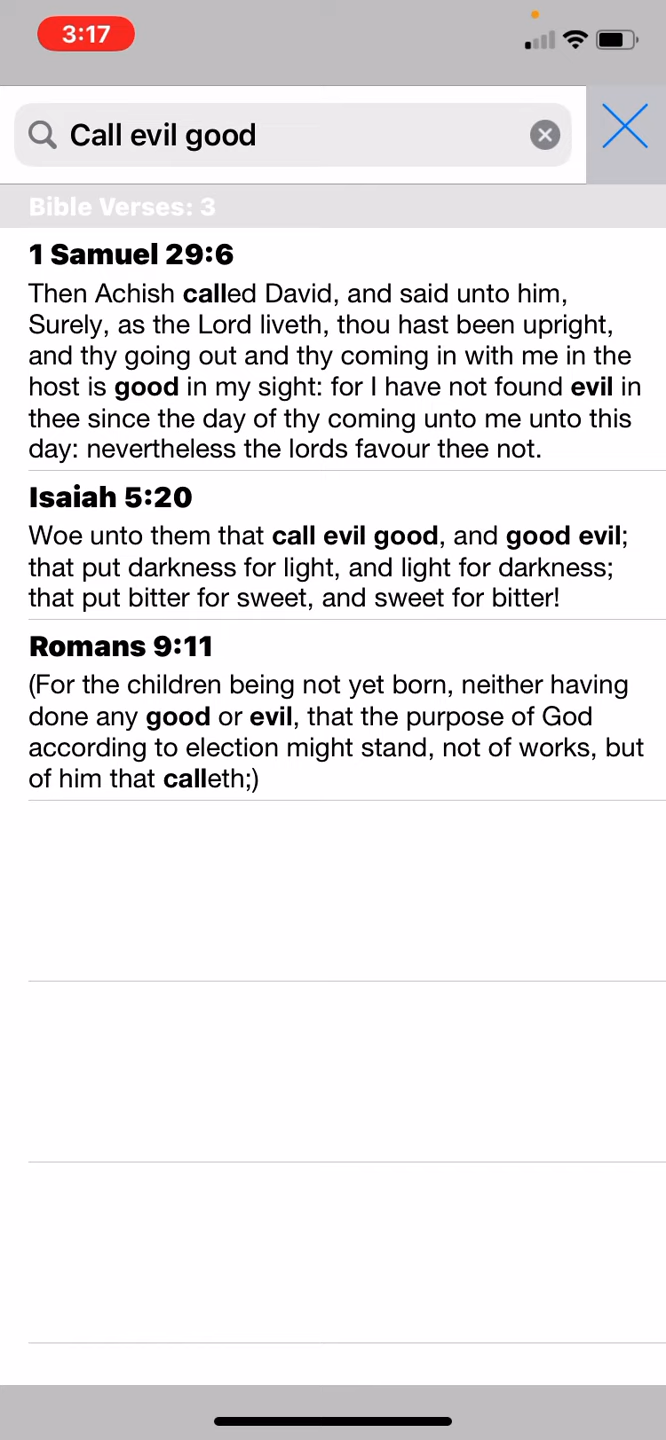 3:17
Call evil good
Bible Verses: 3
1 Samuel 29:6
Then Achish called David, and said unto him,
Surely, as the Lord liveth, thou hast been upright,
and thy going out and thy coming in with me in the
host is good in my sight: for I have not found evil in
thee since the day of thy coming unto me unto this
day: nevertheless the lords favour thee not.
Isaiah 5:20
Woe unto them that call evil good, and good evil;
that put darkness for light, and light for darkness;
that put bitter for sweet, and sweet for bitter!
Romans 9:11
(For the children being not yet born, neither having
done any good or evil, that the purpose of God
according to election might stand, not of works, but
of him that calleth;)